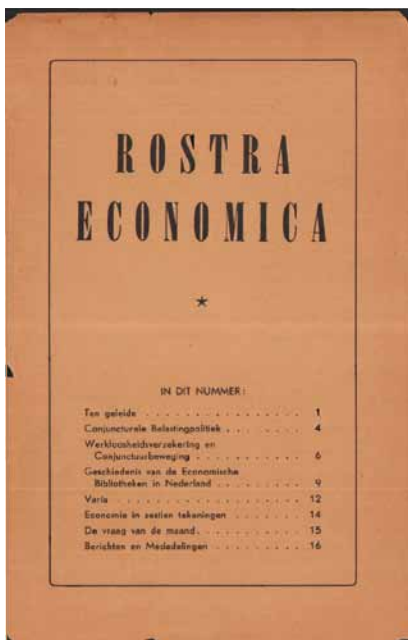 ROSTRA
ECONOMICA
★
IN DIT NUMMER:
Ten geleide . . . . . . . . . . . . . . . . 1
Conjuncturele Belastingpolitiek . . . . . . . . 4
Werkloosheidsverzekering en
Conjunctuurbeweging . . . . . . . . . . 6
Geschiedenis van de Economische
Bibliotheken in Nederland . . . . . . . . 9
Varia . . . . . . . . . . . . . . . . . . 12
Economie in zestien tekeningen . . . . . . . . 14
De vraag van de maand . . . . . . . . . . . 15
Berichten en Mededelingen . . . . . . . . . 16